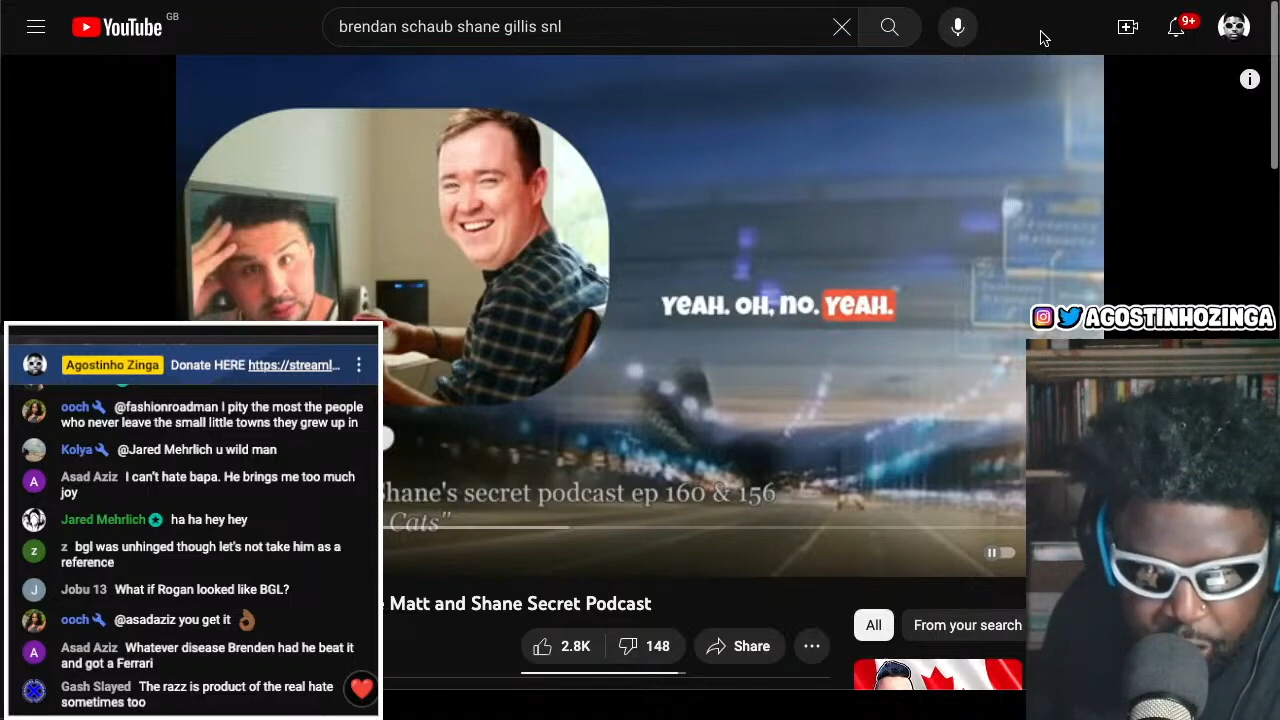 YouTube GB
brendan schaub shane gillis snl
9+
YEAH. OH, NO. YEAH.
AGOSTINHOZINGA
Agostinho Zinga Donate HERE https://streaml...
ooch @fashionroadman I pity the most the people
who never leave the small little towns they grew up in
Kolya @Jared Mehrlich u wild man
Asad Aziz I can't hate bapa. He brings me too much
joy
Jared Mehrlich ha ha hey hey
z bgl was unhinged though let's not take him as a
reference
Jobu 13 What if Rogan looked like BGL?
ooch @asadaziz you get it
Asad Aziz Whatever disease Brenden had he beat it
and got a Ferrari
Gash Slayed The razz is product of the real hate
sometimes too
Shane's secret podcast ep 160 & 156
Cats"
Matt and Shane Secret Podcast
2.8K 148 Share
All From your search